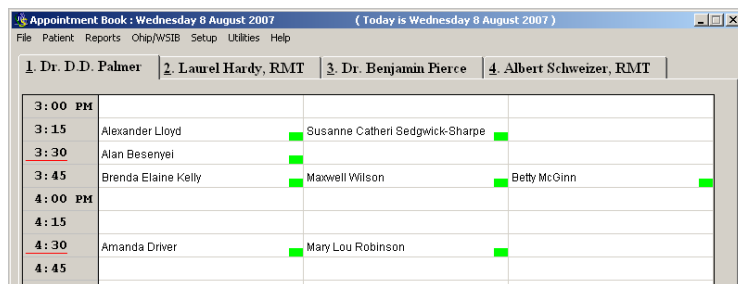 Appointment Book : Wednesday 8 August 2007 ( Today is Wednesday 8 August 2007 )
File Patient Reports Ohip/WSIB Setup Utilities Help
1. Dr. D.D. Palmer 2. Laurel Hardy, RMT 3. Dr. Benjamin Pierce 4. Albert Schweizer, RMT
3:00 PM
3:15 Alexander Lloyd Susanne Catheri Sedgwick-Sharpe
3:30 Alan Besenyei
3:45 Brenda Elaine Kelly Maxwell Wilson Betty McGinn
4:00 PM
4:15
4:30 Amanda Driver Mary Lou Robinson
4:45